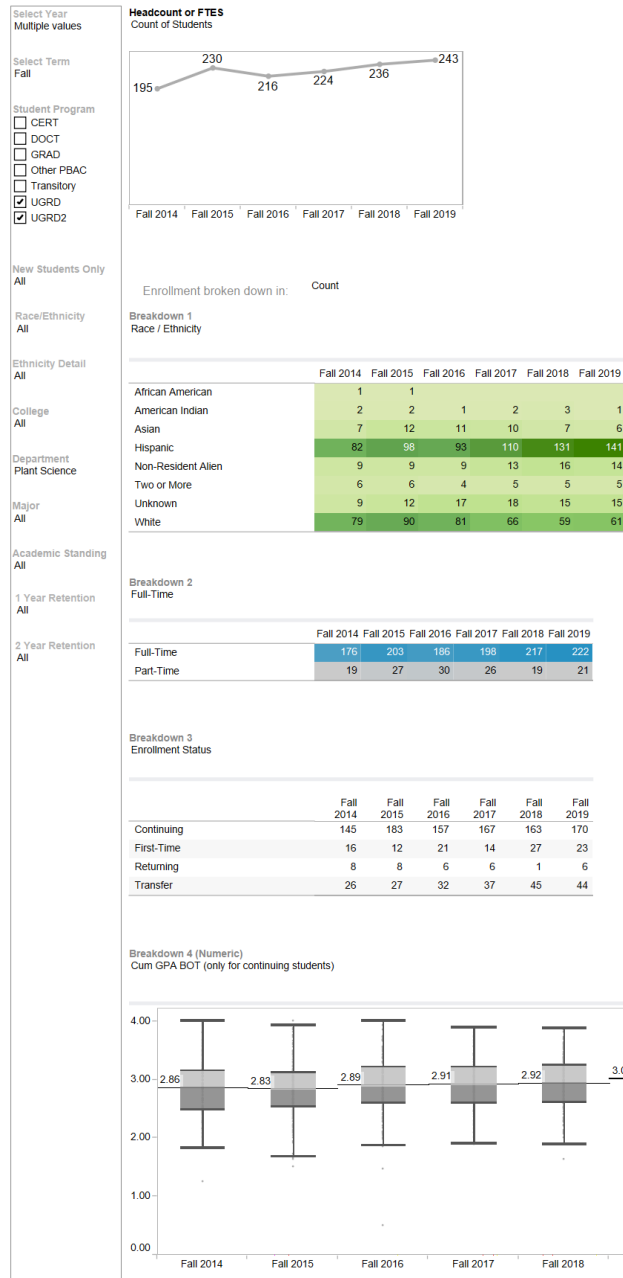 Select Year
Multiple values
Select Term
Fall
Student Program
CERT
DOCT
GRAD
Other PBAC
Transitory
UGRD
UGRD2
New Students Only
All
Race/Ethnicity
All
Ethnicity Detail
All
College
All
Department
Plant Science
Major
All
Academic Standing
All
1 Year Retention
All
2 Year Retention
All
Headcount or FTES
Count of Students
195 230 216 224 236 243
Fall 2014 Fall 2015 Fall 2016 Fall 2017 Fall 2018 Fall 2019
Enrollment broken down in: Count
Breakdown 1
Race / Ethnicity
Fall 2014 Fall 2015 Fall 2016 Fall 2017 Fall 2018 Fall 2019
African American 1 1
American Indian 2 2 1 2 3 1
Asian 7 12 11 10 7 6
Hispanic 82 98 93 110 131 141
Non-Resident Alien 9 9 9 13 16 14
Two or More 6 6 4 5 5 5
Unknown 9 12 17 18 15 15
White 79 90 81 66 59 61
Breakdown 2
Full-Time
Fall 2014 Fall 2015 Fall 2016 Fall 2017 Fall 2018 Fall 2019
Full-Time 176 203 186 198 217 222
Part-Time 19 27 30 26 19 21
Breakdown 3
Enrollment Status
Fall Fall Fall Fall Fall Fall
2014 2015 2016 2017 2018 2019
Continuing 145 183 157 167 163 170
First-Time 16 12 21 14 27 23
Returning 8 8 6 6 1 6
Transfer 26 27 32 37 45 44
Breakdown 4 (Numeric)
Cum GPA BOT (only for continuing students)
4.00
3.00
2.00
1.00
0.00
2.86 2.83 2.89 2.91 2.92
Fall 2014 Fall 2015 Fall 2016 Fall 2017 Fall 2018